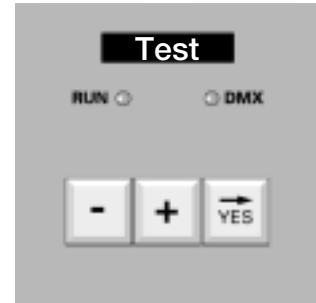 Test
RUN DMX
- + YES